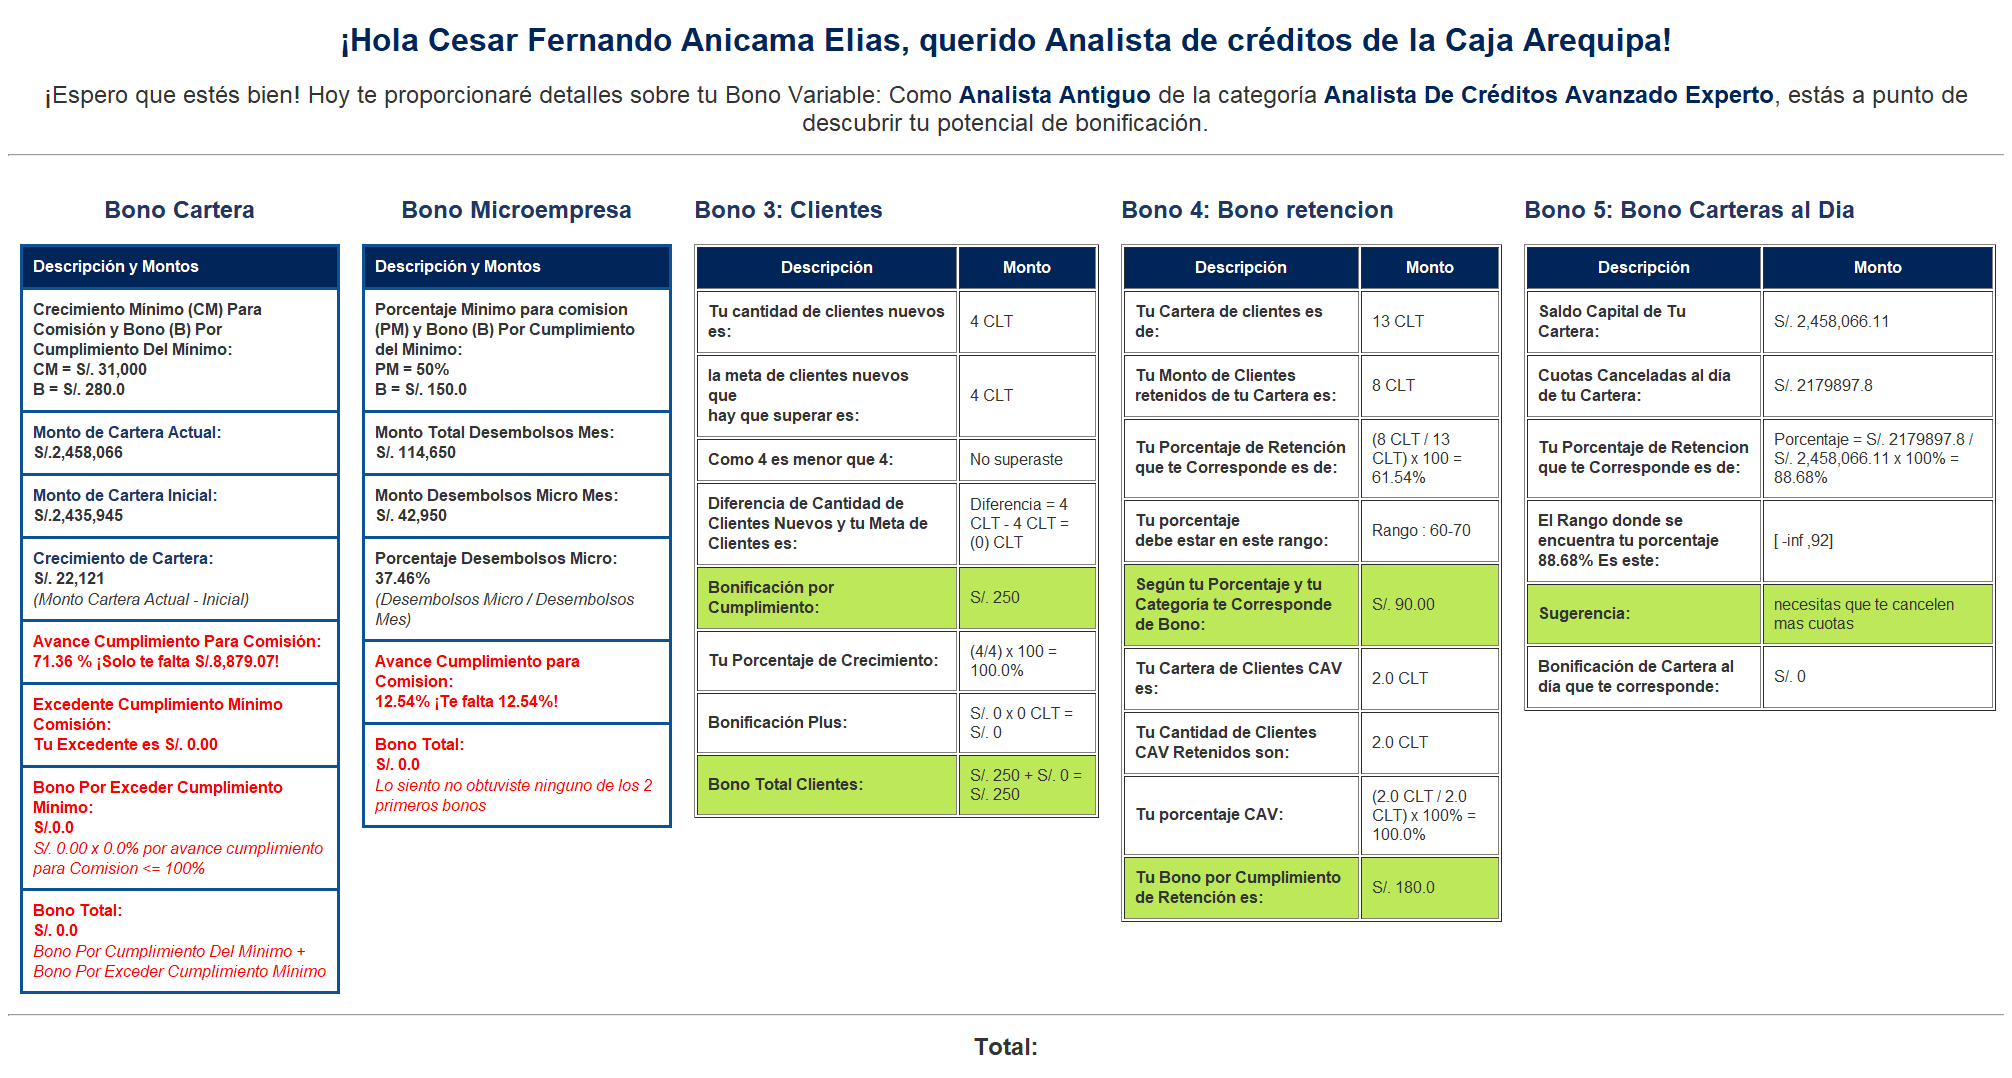 ¡Hola Cesar Fernando Anicama Elias, querido Analista de créditos de la Caja Arequipa!
¡Espero que estés bien! Hoy te proporcionaré detalles sobre tu Bono Variable: Como Analista Antiguo de la categoría Analista De Créditos Avanzado Experto, estás a punto de
descubrir tu potencial de bonificación.
Bono Cartera
Descripción y Montos
Crecimiento Mínimo (CM) Para
Comisión y Bono (B) Por
Cumplimiento Del Mínimo:
CM = S/. 31,000
B = S/. 280.0
Monto de Cartera Actual:
S/.2,458,066
Monto de Cartera Inicial:
S/.2,435,945
Crecimiento de Cartera:
S/. 22,121
(Monto Cartera Actual - Inicial)
Avance Cumplimiento Para Comisión:
71.36 % ¡Solo te falta S/.8,879.07!
Excedente Cumplimiento Mínimo
Comisión:
Tu Excedente es S/. 0.00
Bono Por Exceder Cumplimiento
Mínimo:
S/.0.0
S/. 0.00 x 0.0% por avance cumplimiento
para Comision <= 100%
Bono Total:
S/. 0.0
Bono Por Cumplimiento Del Mínimo +
Bono Por Exceder Cumplimiento Mínimo
Bono Microempresa
Descripción y Montos
Porcentaje Minimo para comision
(PM) y Bono (B) Por Cumplimiento
del Minimo:
PM = 50%
B = S/. 150.0
Monto Total Desembolsos Mes:
S/. 114,650
Monto Desembolsos Micro Mes:
S/. 42,950
Porcentaje Desembolsos Micro:
37.46%
(Desembolsos Micro / Desembolsos
Mes)
Avance Cumplimiento para
Comision:
12.54% ¡Te falta 12.54%!
Bono Total:
S/. 0.0
Lo siento no obtuviste ninguno de los 2
primeros bonos
Bono 3: Clientes
Descripción Monto
Tu cantidad de clientes nuevos
es: 4 CLT
la meta de clientes nuevos
que
hay que superar es: 4 CLT
Como 4 es menor que 4: No superaste
Diferencia de Cantidad de
Clientes Nuevos y tu Meta de
Clientes es: Diferencia = 4
CLT - 4 CLT =
(0) CLT
Bonificación por
Cumplimiento: S/. 250
Tu Porcentaje de Crecimiento: (4/4) x 100 =
100.0%
Bonificación Plus: S/. 0 x 0 CLT =
S/. 0
Bono Total Clientes: S/. 250 + S/. 0 =
S/. 250
Bono 4: Bono retencion
Descripción Monto
Tu Cartera de clientes es
de: 13 CLT
Tu Monto de Clientes
retenidos de tu Cartera es: 8 CLT
Tu Porcentaje de Retención
que te Corresponde es de: (8 CLT / 13
CLT) x 100 =
61.54%
Tu porcentaje
debe estar en este rango: Rango : 60-70
Según tu Porcentaje y tu
Categoría te Corresponde
de Bono: S/. 90.00
Tu Cartera de Clientes CAV
es: 2.0 CLT
Tu Cantidad de Clientes
CAV Retenidos son: 2.0 CLT
Tu porcentaje CAV: (2.0 CLT / 2.0
CLT) x 100% =
100.0%
Tu Bono por Cumplimiento
de Retención es: S/. 180.0
Bono 5: Bono Carteras al Dia
Descripción Monto
Saldo Capital de Tu
Cartera: S/. 2,458,066.11
Cuotas Canceladas al día
de tu Cartera: S/. 2179897.8
Tu Porcentaje de Retencion
que te Corresponde es de: Porcentaje = S/. 2179897.8 /
S/. 2,458,066.11 x 100% =
88.68%
El Rango donde se
encuentra tu porcentaje
88.68% Es este: [ -inf ,92]
Sugerencia: necesitas que te cancelen
mas cuotas
Bonificación de Cartera al
día que te corresponde: S/. 0
Total: